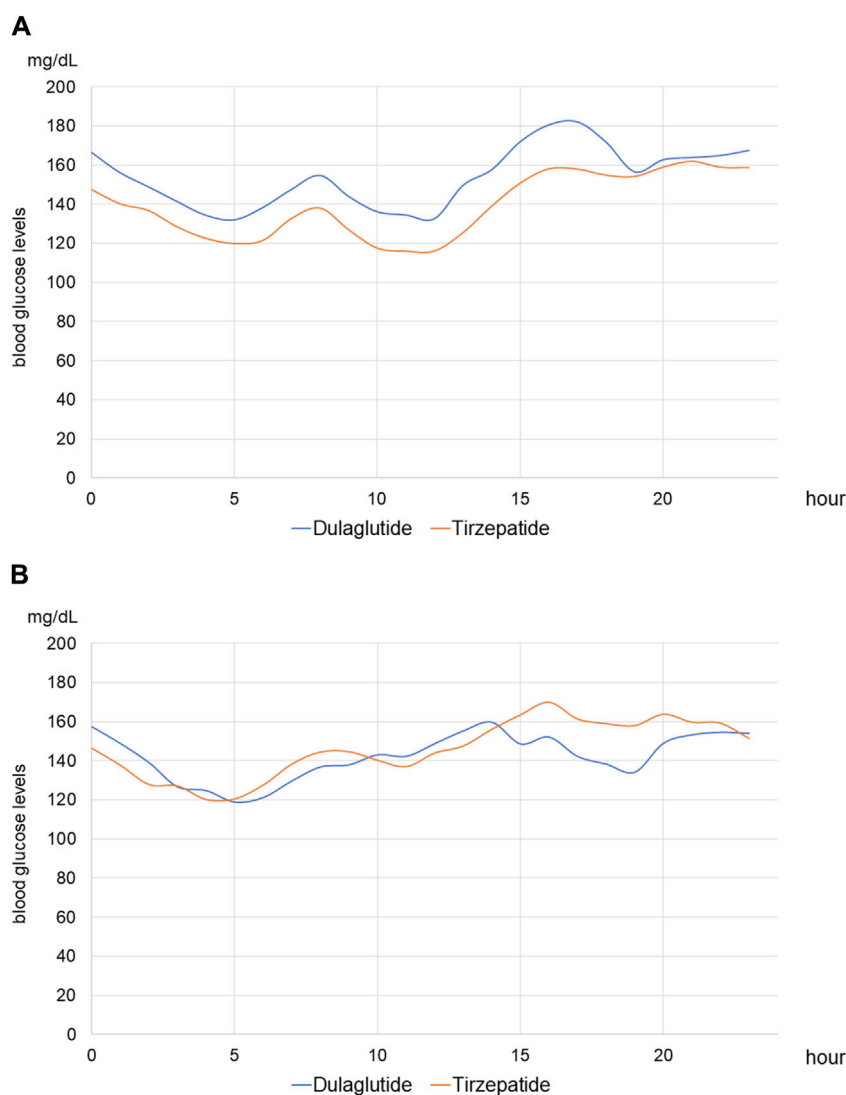 A
mg/dL
200
180
160
140
120
100
80
60
40
20
0
blood glucose levels
0 5 10 15 20 hour
Dulaglutide Tirzepatide
B
mg/dL
200
180
160
140
120
100
80
60
40
20
0
blood glucose levels
0 5 10 15 20 hour
Dulaglutide Tirzepatide